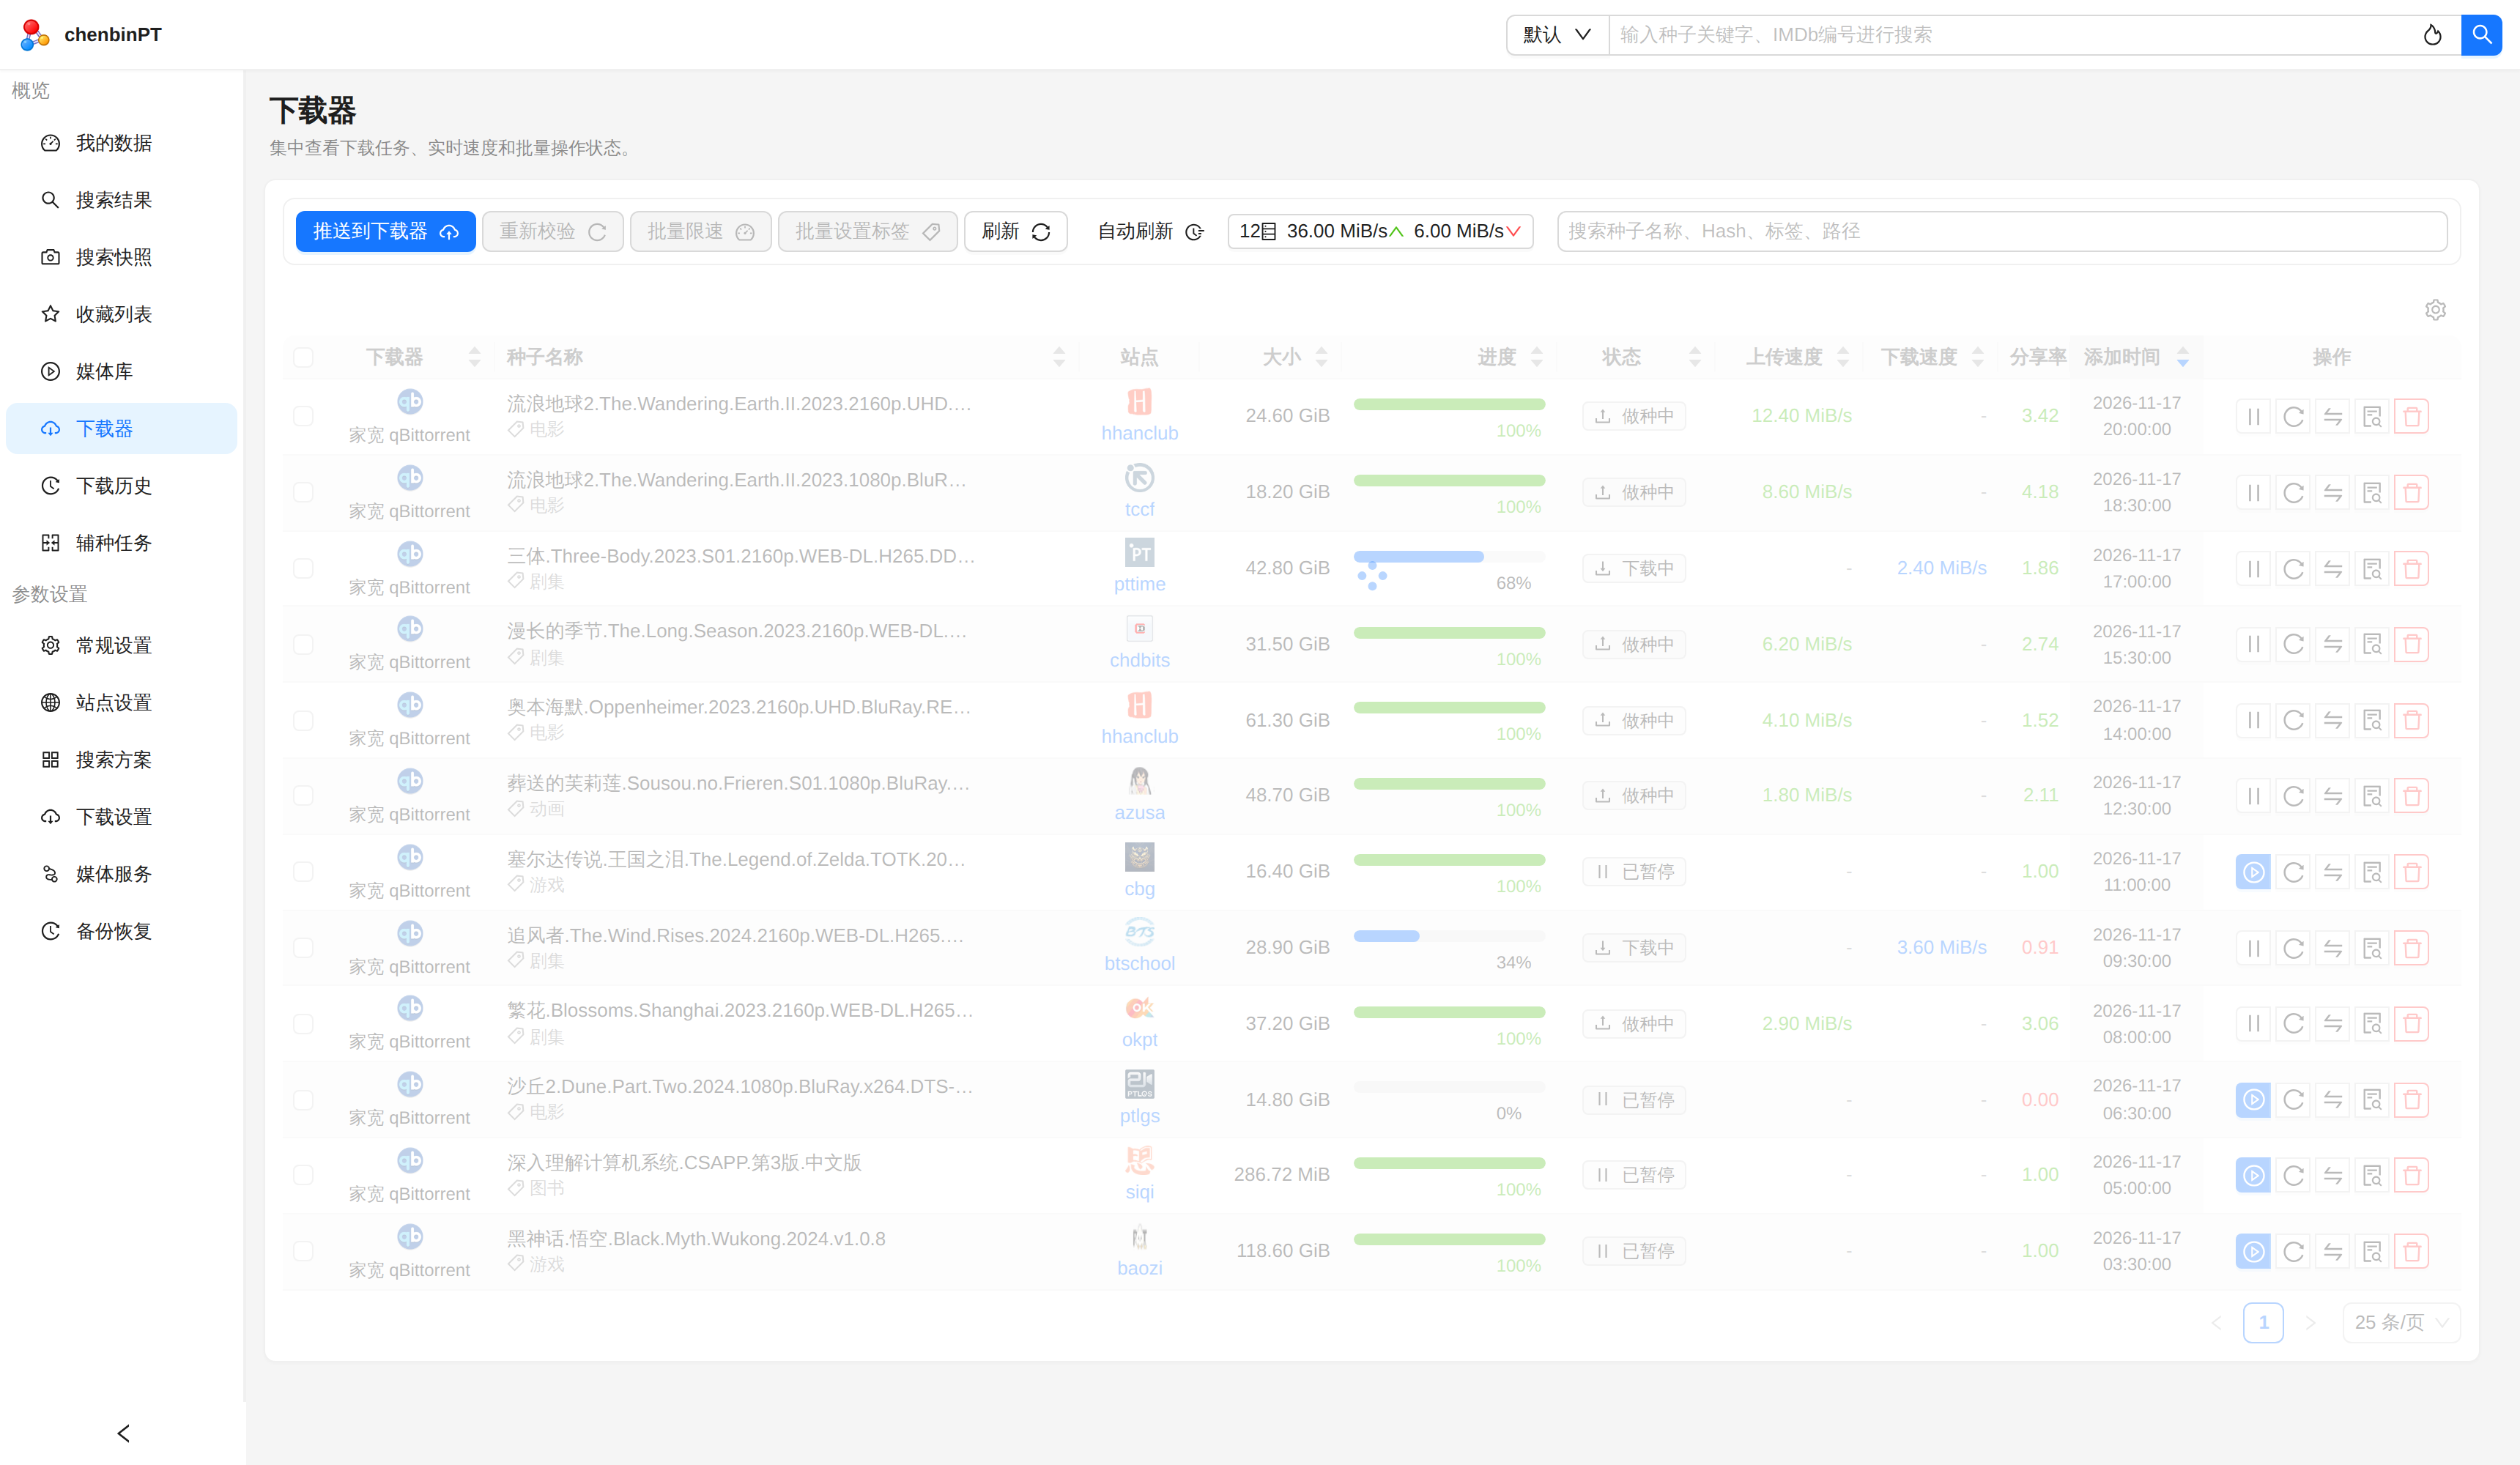 chenbinPT
默认 输入种子关键字、IMDb编号进行搜索
概览
我的数据
搜索结果
搜索快照
收藏列表
媒体库
下载器
下载历史
辅种任务
参数设置
常规设置
站点设置
搜索方案
下载设置
媒体服务
备份恢复
下载器
集中查看下载任务、实时速度和批量操作状态。
推送到下载器 重新校验 批量限速 批量设置标签 刷新 自动刷新 12 36.00 MiB/s 6.00 MiB/s 搜索种子名称、Hash、标签、路径
下载器 种子名称 站点 大小 进度 状态 上传速度 下载速度 分享率 添加时间 操作
家宽 qBittorrent 流浪地球2.The.Wandering.Earth.II.2023.2160p.UHD.… 电影 hhanclub 24.60 GiB 100% 做种中 12.40 MiB/s - 3.42 2026-11-17 20:00:00
家宽 qBittorrent 流浪地球2.The.Wandering.Earth.II.2023.1080p.BluR… 电影 tccf 18.20 GiB 100% 做种中 8.60 MiB/s - 4.18 2026-11-17 18:30:00
家宽 qBittorrent 三体.Three-Body.2023.S01.2160p.WEB-DL.H265.DD… 剧集 PT pttime 42.80 GiB 68% 下载中 - 2.40 MiB/s 1.86 2026-11-17 17:00:00
家宽 qBittorrent 漫长的季节.The.Long.Season.2023.2160p.WEB-DL.… 剧集 chdbits 31.50 GiB 100% 做种中 6.20 MiB/s - 2.74 2026-11-17 15:30:00
家宽 qBittorrent 奥本海默.Oppenheimer.2023.2160p.UHD.BluRay.RE… 电影 hhanclub 61.30 GiB 100% 做种中 4.10 MiB/s - 1.52 2026-11-17 14:00:00
家宽 qBittorrent 葬送的芙莉莲.Sousou.no.Frieren.S01.1080p.BluRay.… 动画 azusa 48.70 GiB 100% 做种中 1.80 MiB/s - 2.11 2026-11-17 12:30:00
家宽 qBittorrent 塞尔达传说.王国之泪.The.Legend.of.Zelda.TOTK.20… 游戏 cbg 16.40 GiB 100% 已暂停 - - 1.00 2026-11-17 11:00:00
家宽 qBittorrent 追风者.The.Wind.Rises.2024.2160p.WEB-DL.H265.… 剧集 BTS btschool 28.90 GiB 34% 下载中 - 3.60 MiB/s 0.91 2026-11-17 09:30:00
家宽 qBittorrent 繁花.Blossoms.Shanghai.2023.2160p.WEB-DL.H265… 剧集 okpt 37.20 GiB 100% 做种中 2.90 MiB/s - 3.06 2026-11-17 08:00:00
家宽 qBittorrent 沙丘2.Dune.Part.Two.2024.1080p.BluRay.x264.DTS-… 电影 PTLGS ptlgs 14.80 GiB 0% 已暂停 - - 0.00 2026-11-17 06:30:00
家宽 qBittorrent 深入理解计算机系统.CSAPP.第3版.中文版 图书 思 siqi 286.72 MiB 100% 已暂停 - - 1.00 2026-11-17 05:00:00
家宽 qBittorrent 黑神话.悟空.Black.Myth.Wukong.2024.v1.0.8 游戏 baozi 118.60 GiB 100% 已暂停 - - 1.00 2026-11-17 03:30:00
1 25 条/页